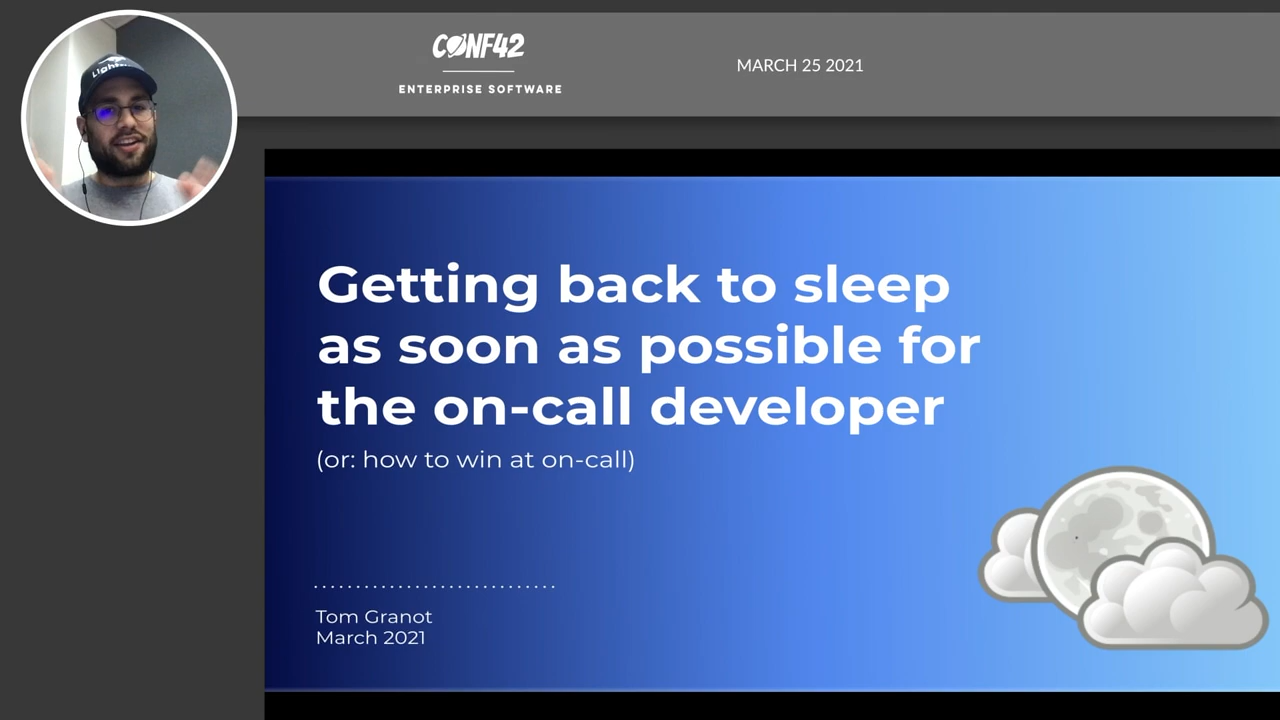 CONF42
ENTERPRISE SOFTWARE
MARCH 25 2021
Getting back to sleep
as soon as possible for
the on-call developer
(or: how to win at on-call)
Tom Granot
March 2021